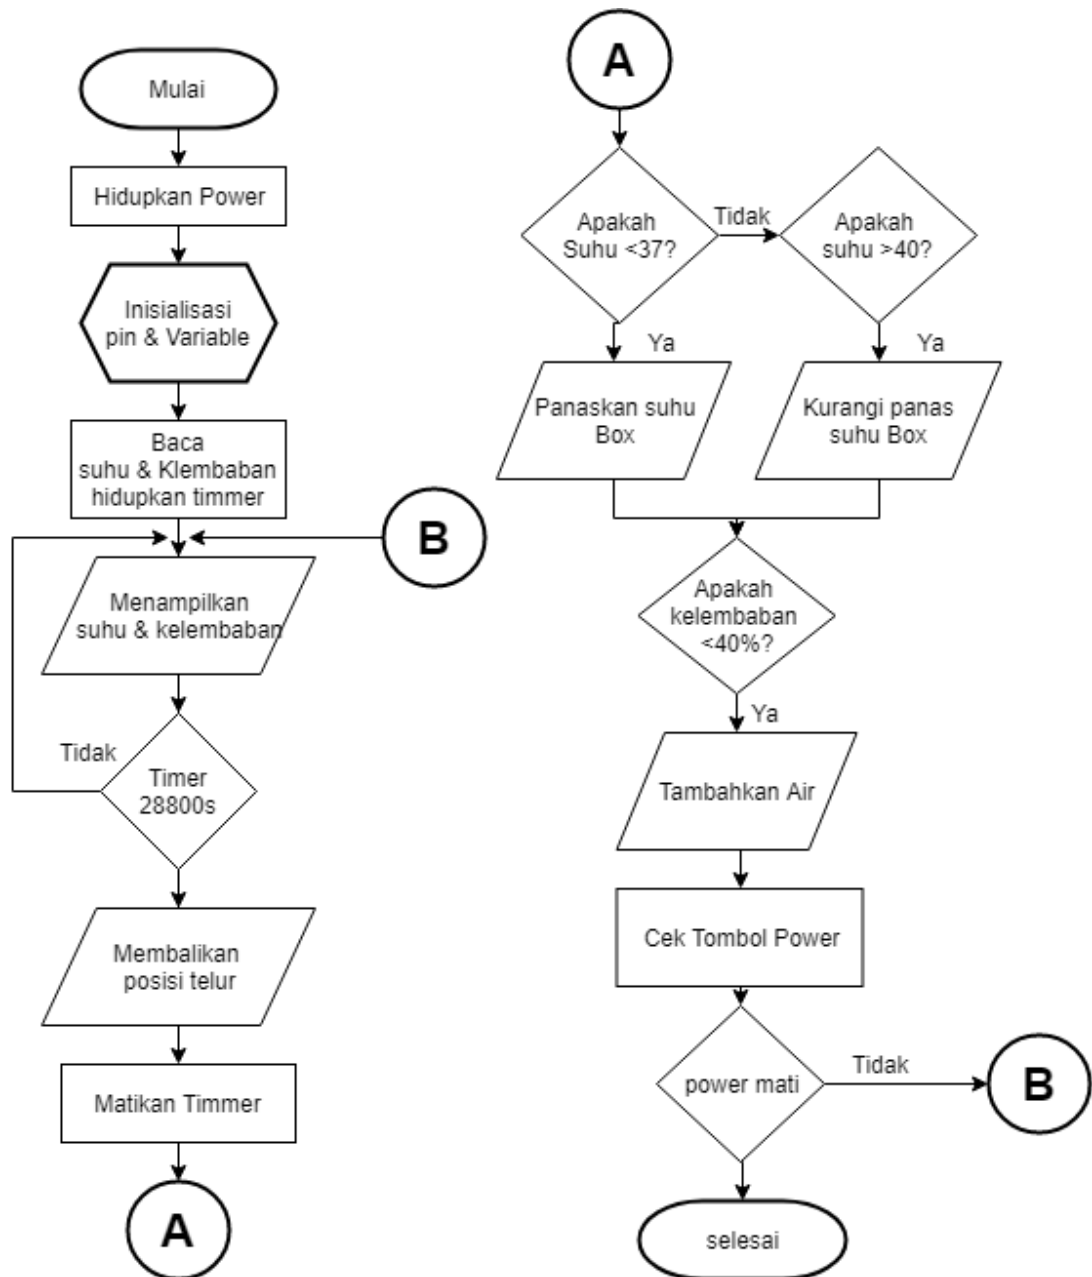 Mulai
Hidupkan Power
Inisialisasi
pin & Variable
Baca
suhu & Klembaban
hidupkan timmer
B
Menampilkan
suhu & kelembaban
Tidak
Timer
28800s
Membalikan
posisi telur
Matikan Timmer
A
A
Apakah
Suhu <37?
Tidak
Apakah
suhu >40?
Ya
Ya
Panaskan suhu
Box
Kurangi panas
suhu Box
Apakah
kelembaban
<40%?
Ya
Tambahkan Air
Cek Tombol Power
power mati
Tidak
B
selesai